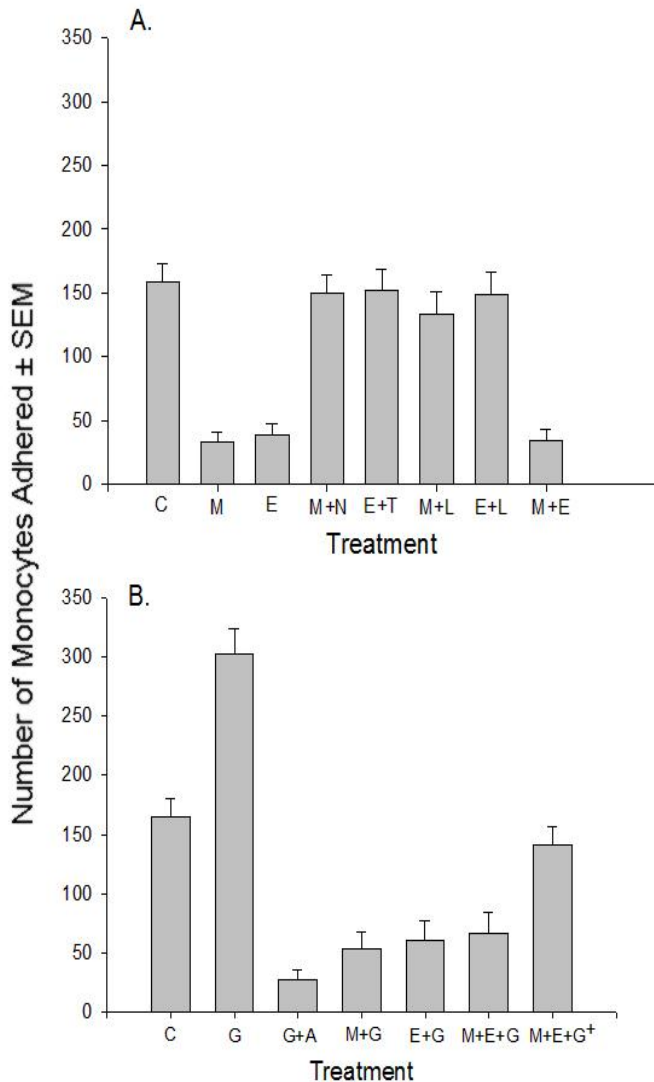 A.
350
300
250
200
150
100
50
0
C M E M+N E+T M+L E+L M+E
Treatment
Number of Monocytes Adhered ± SEM
B.
350
300
250
200
150
100
50
0
C G G+A M+G E+G M+E+G M+E+G+
Treatment